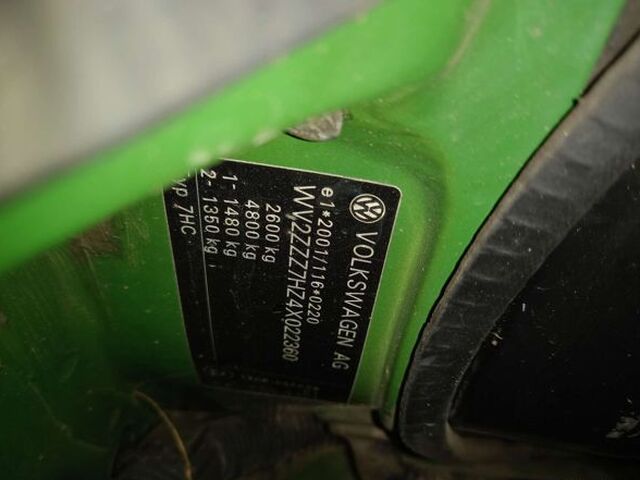 VOLKSWAGEN AG
e1*2001/116*0220
WV2ZZZ7HZ4X022360
2600 kg
4800 kg
1- 1480 kg
2- 1350 kg
Typ 7HC